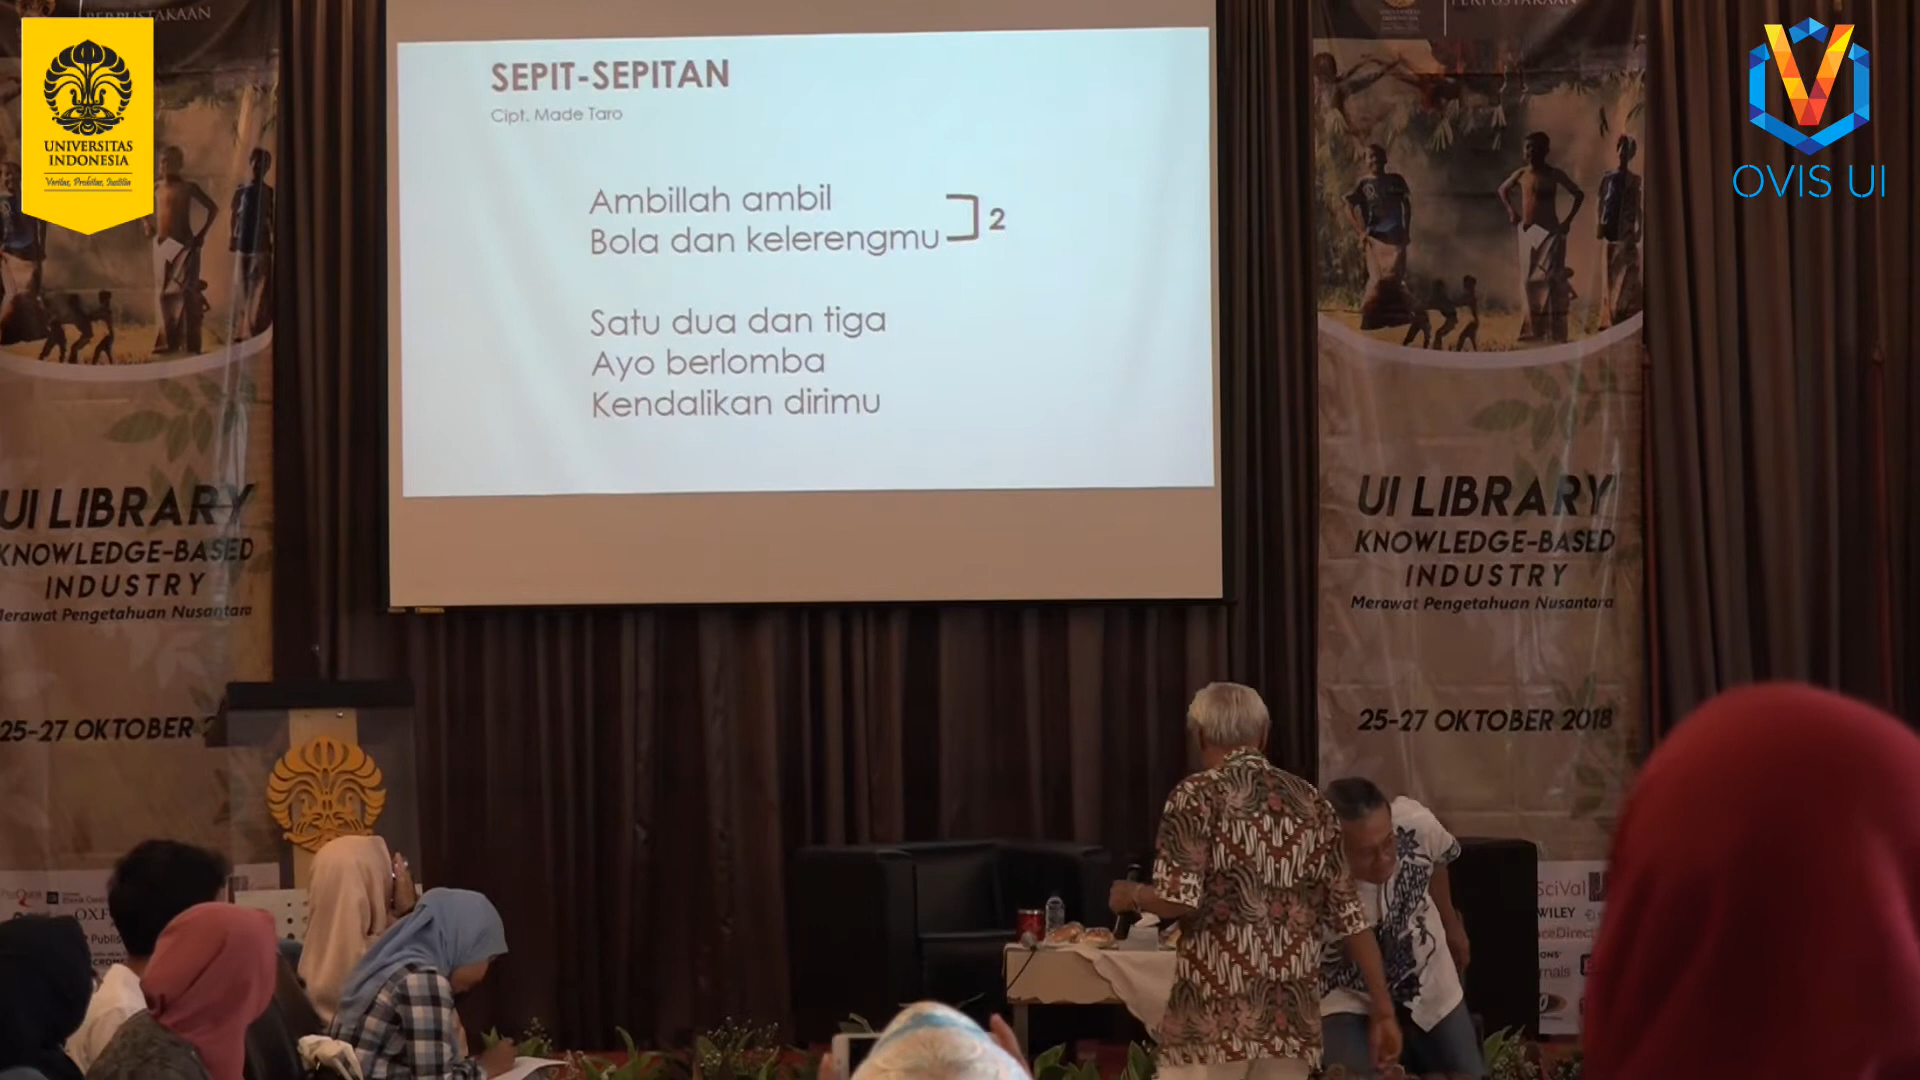 PERPUSTAKAAN
UNIVERSITAS
INDONESIA
Veritas, Probitas, Iustitia
SEPIT-SEPITAN
Cipt. Made Taro
Ambillah ambil
Bola dan kelerengmu
2
Satu dua dan tiga
Ayo berlomba
Kendalikan dirimu
PERPUSTAKAAN
OVIS UI
UI LIBRARY
KNOWLEDGE-BASED
INDUSTRY
Merawat Pengetahuan Nusantara
25-27 OKTOBER
UI LIBRARY
KNOWLEDGE-BASED
INDUSTRY
Merawat Pengetahuan Nusantara
25-27 OKTOBER 2018
SciVal
WILEY